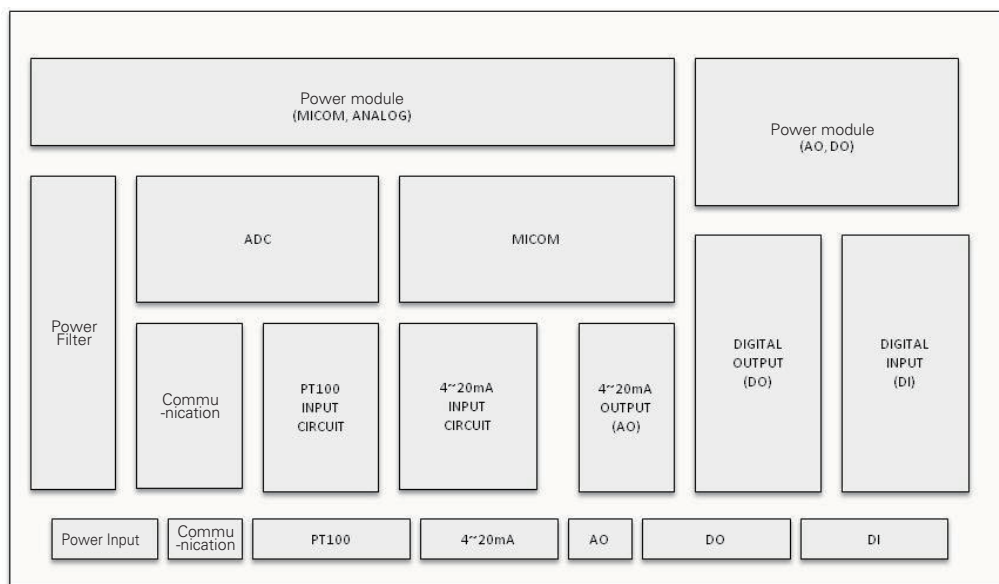 Power module
(MICOM, ANALOG)
Power module
(AO, DO)
ADC
MICOM
Power
Filter
Commu
-nication
PT100
INPUT
CIRCUIT
4~20mA
INPUT
CIRCUIT
4~20mA
OUTPUT
(AO)
DIGITAL
OUTPUT
(DO)
DIGITAL
INPUT
(DI)
Power Input
Commu
-nication
PT100
4~20mA
AO
DO
DI